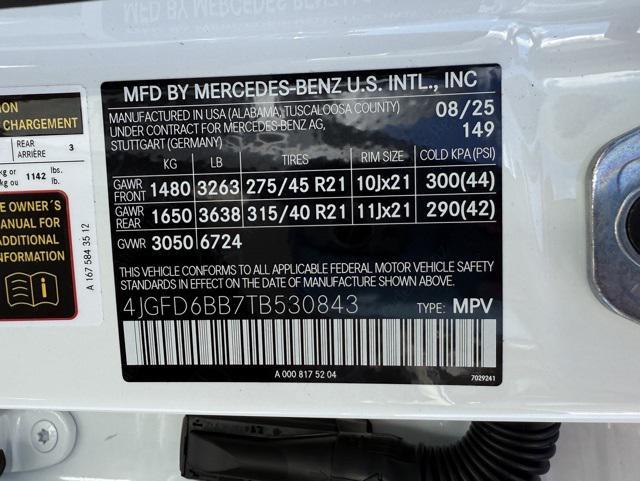 MFD BY MERCEDES-BENZ U.S. INTL., INC
MANUFACTURED IN USA (ALABAMA, TUSCALOOSA COUNTY) 08/25
UNDER CONTRACT FOR MERCEDES-BENZ AG, 149
STUTTGART (GERMANY)
KG LB TIRES RIM SIZE COLD KPA (PSI)
GAWR FRONT 1480 3263 275/45 R21 10Jx21 300(44)
GAWR REAR 1650 3638 315/40 R21 11Jx21 290(42)
GVWR 3050 6724
THIS VEHICLE CONFORMS TO ALL APPLICABLE FEDERAL MOTOR VEHICLE SAFETY
STANDARDS IN EFFECT ON THE DATE OF MANUFACTURE SHOWN ABOVE.
4JGFD6BB7TB530843 TYPE: MPV
A 000 817 52 04 7029241
CHARGEMENT
REAR
ARRIÈRE 3
kg or
kg ou 1142 lbs.
lb.
OWNER´S
MANUAL FOR
ADDITIONAL
INFORMATION
A 167 584 35 12